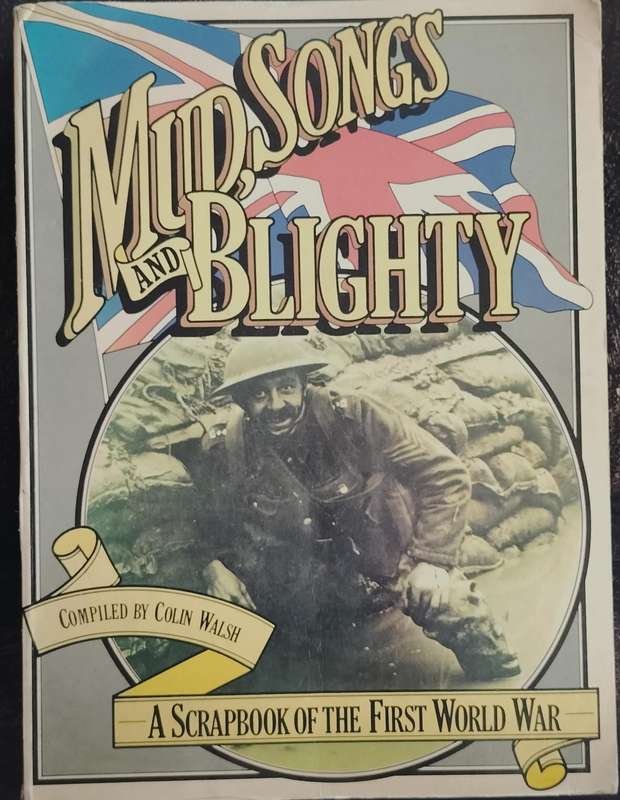 MUD, SONGS
AND BLIGHTY
COMPILED BY COLIN WALSH
A SCRAPBOOK OF THE FIRST WORLD WAR